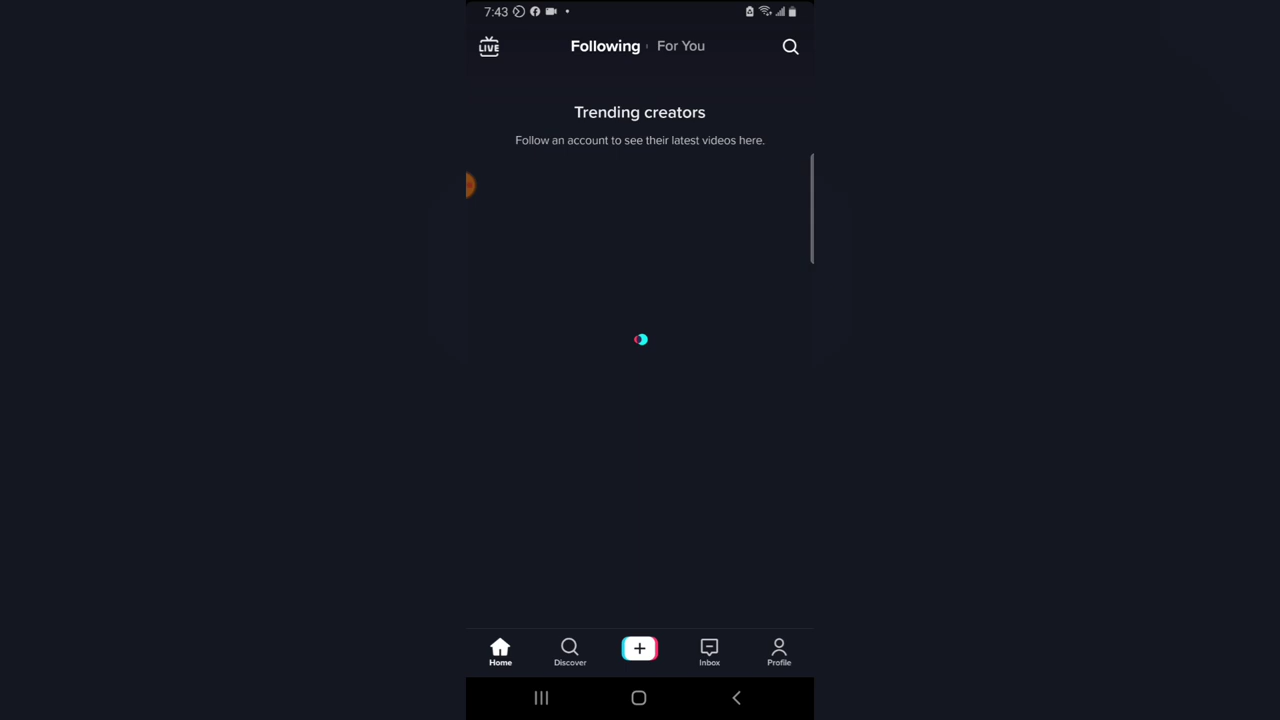 7:43
LIVE
Following
For You
Trending creators
Follow an account to see their latest videos here.
Home
Discover
Inbox
Profile